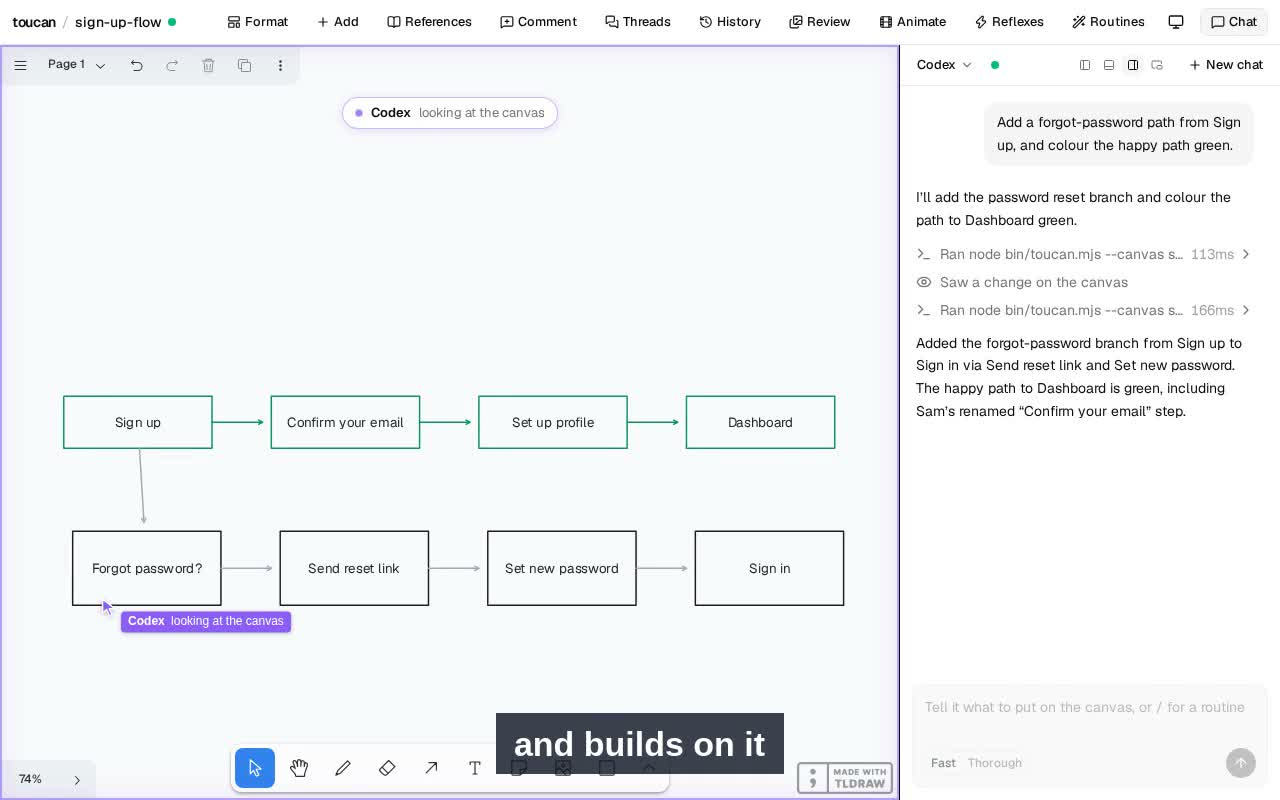 toucan / sign-up-flow
Format
Add
References
Comment
Threads
History
Review
Animate
Reflexes
Routines
Chat
Page 1
Codex looking at the canvas
Codex
New chat
Add a forgot-password path from Sign
up, and colour the happy path green.
I'll add the password reset branch and colour the
path to Dashboard green.
Ran node bin/toucan.mjs --canvas s... 113ms
Saw a change on the canvas
Ran node bin/toucan.mjs --canvas s... 166ms
Added the forgot-password branch from Sign up to
Sign in via Send reset link and Set new password.
The happy path to Dashboard is green, including
Sam's renamed “Confirm your email” step.
Sign up
Confirm your email
Set up profile
Dashboard
Forgot password?
Send reset link
Set new password
Sign in
Codex looking at the canvas
and builds on it
74%
MADE WITH
TLDRAW
Tell it what to put on the canvas, or / for a routine
Fast
Thorough